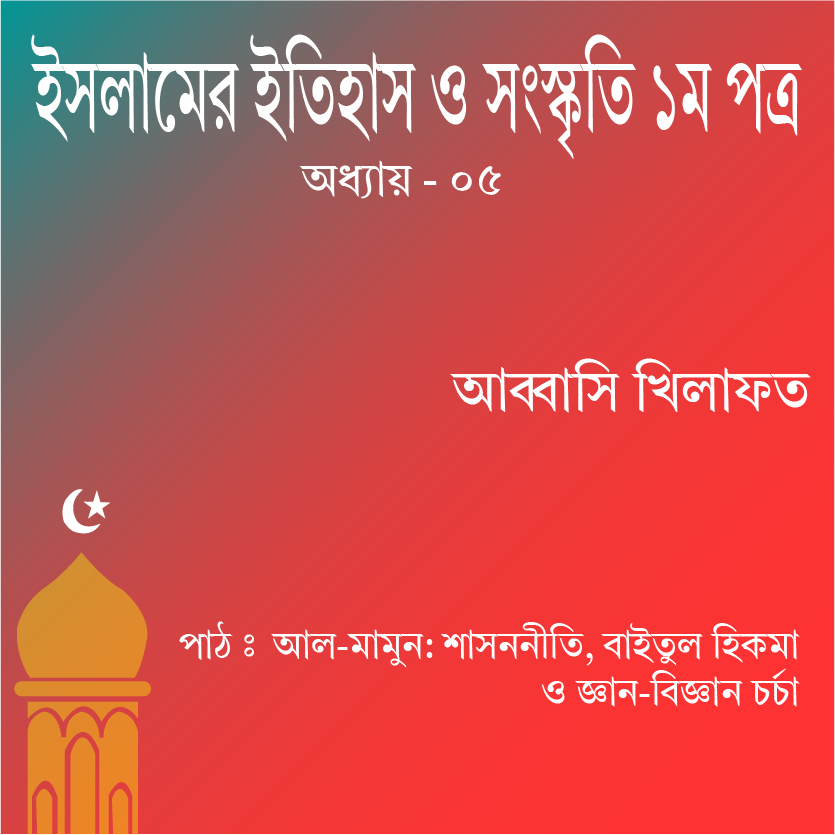 ইসলামের ইতিহাস ও সংস্কৃতি ১ম পত্র
অধ্যায় - ০৫
আব্বাসি খিলাফত
পাঠ ঃ আল-মামুন: শাসননীতি, বাইতুল হিকমা
ও জ্ঞান-বিজ্ঞান চর্চা